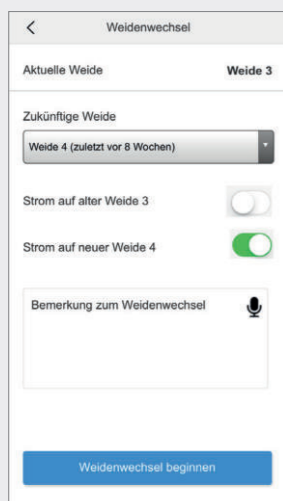 Weidenwechsel
Aktuelle Weide Weide 3
Zukünftige Weide
Weide 4 (zuletzt vor 8 Wochen)
Strom auf alter Weide 3
Strom auf neuer Weide 4
Bemerkung zum Weidenwechsel
Weidenwechsel beginnen